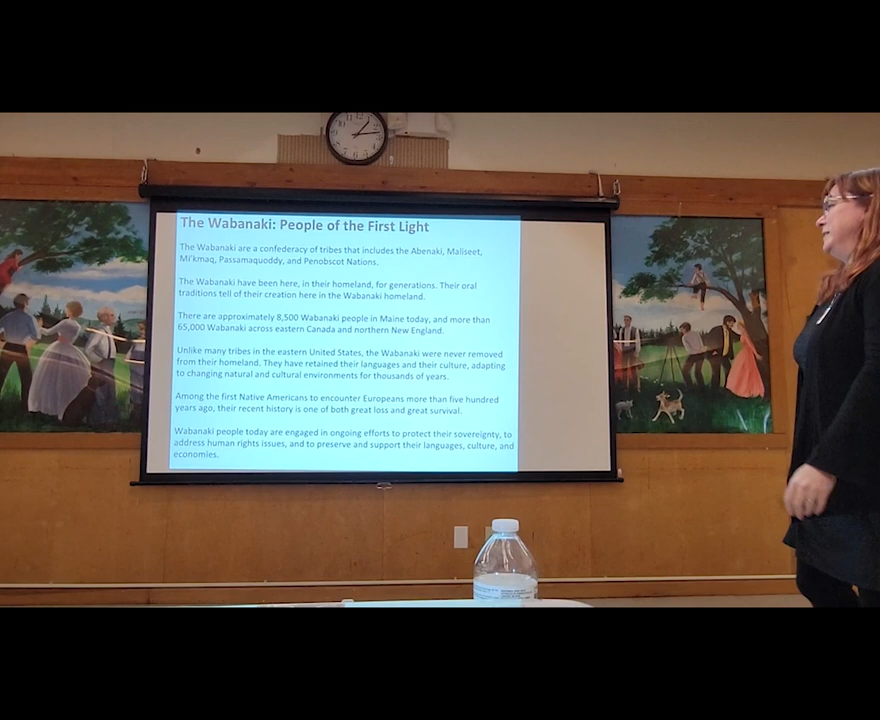 The Wabanaki: People of the First Light
The Wabanaki are a confederacy of tribes that includes the Abenaki, Maliseet,
Mi'kmaq, Passamaquoddy, and Penobscot Nations.
The Wabanaki have been here, in their homeland, for generations. Their oral
traditions tell of their creation here in the Wabanaki homeland.
There are approximately 8,500 Wabanaki people in Maine today, and more than
65,000 Wabanaki across eastern Canada and northern New England.
Unlike many tribes in the eastern United States, the Wabanaki were never removed
from their homeland. They have retained their languages and their culture, adapting
to changing natural and cultural environments for thousands of years.
Among the first Native Americans to encounter Europeans more than five hundred
years ago, their recent history is one of both great loss and great survival.
Wabanaki people today are engaged in ongoing efforts to protect their sovereignty, to
address human rights issues, and to preserve and support their languages, culture, and
economies.